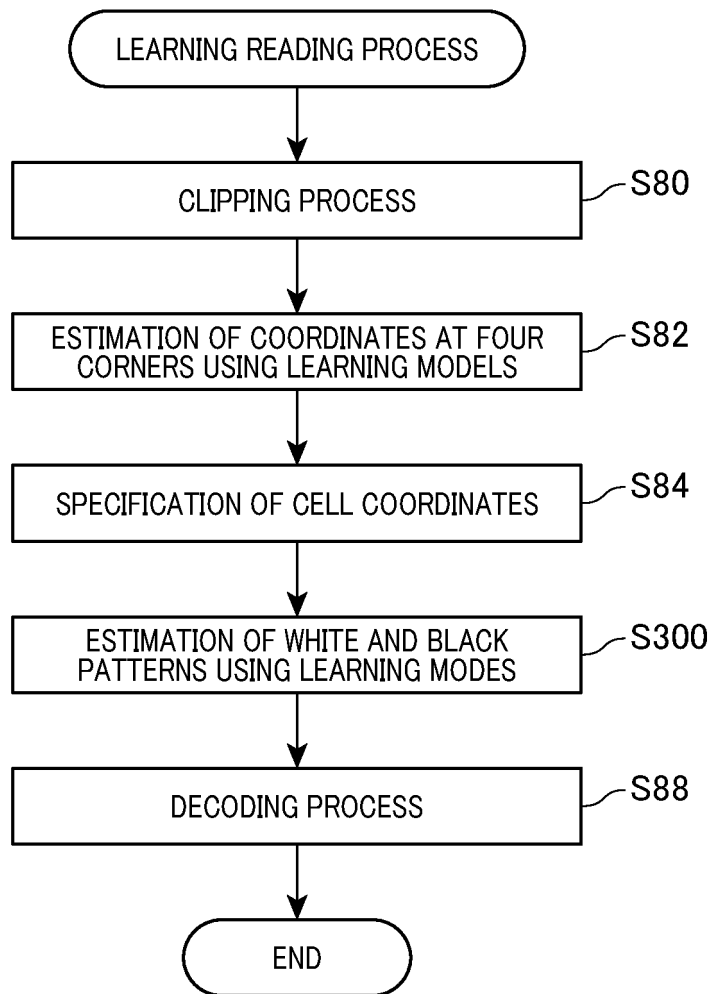 LEARNING READING PROCESS
CLIPPING PROCESS
S80
ESTIMATION OF COORDINATES AT FOUR
CORNERS USING LEARNING MODELS
S82
SPECIFICATION OF CELL COORDINATES
S84
ESTIMATION OF WHITE AND BLACK
PATTERNS USING LEARNING MODES
S300
DECODING PROCESS
S88
END